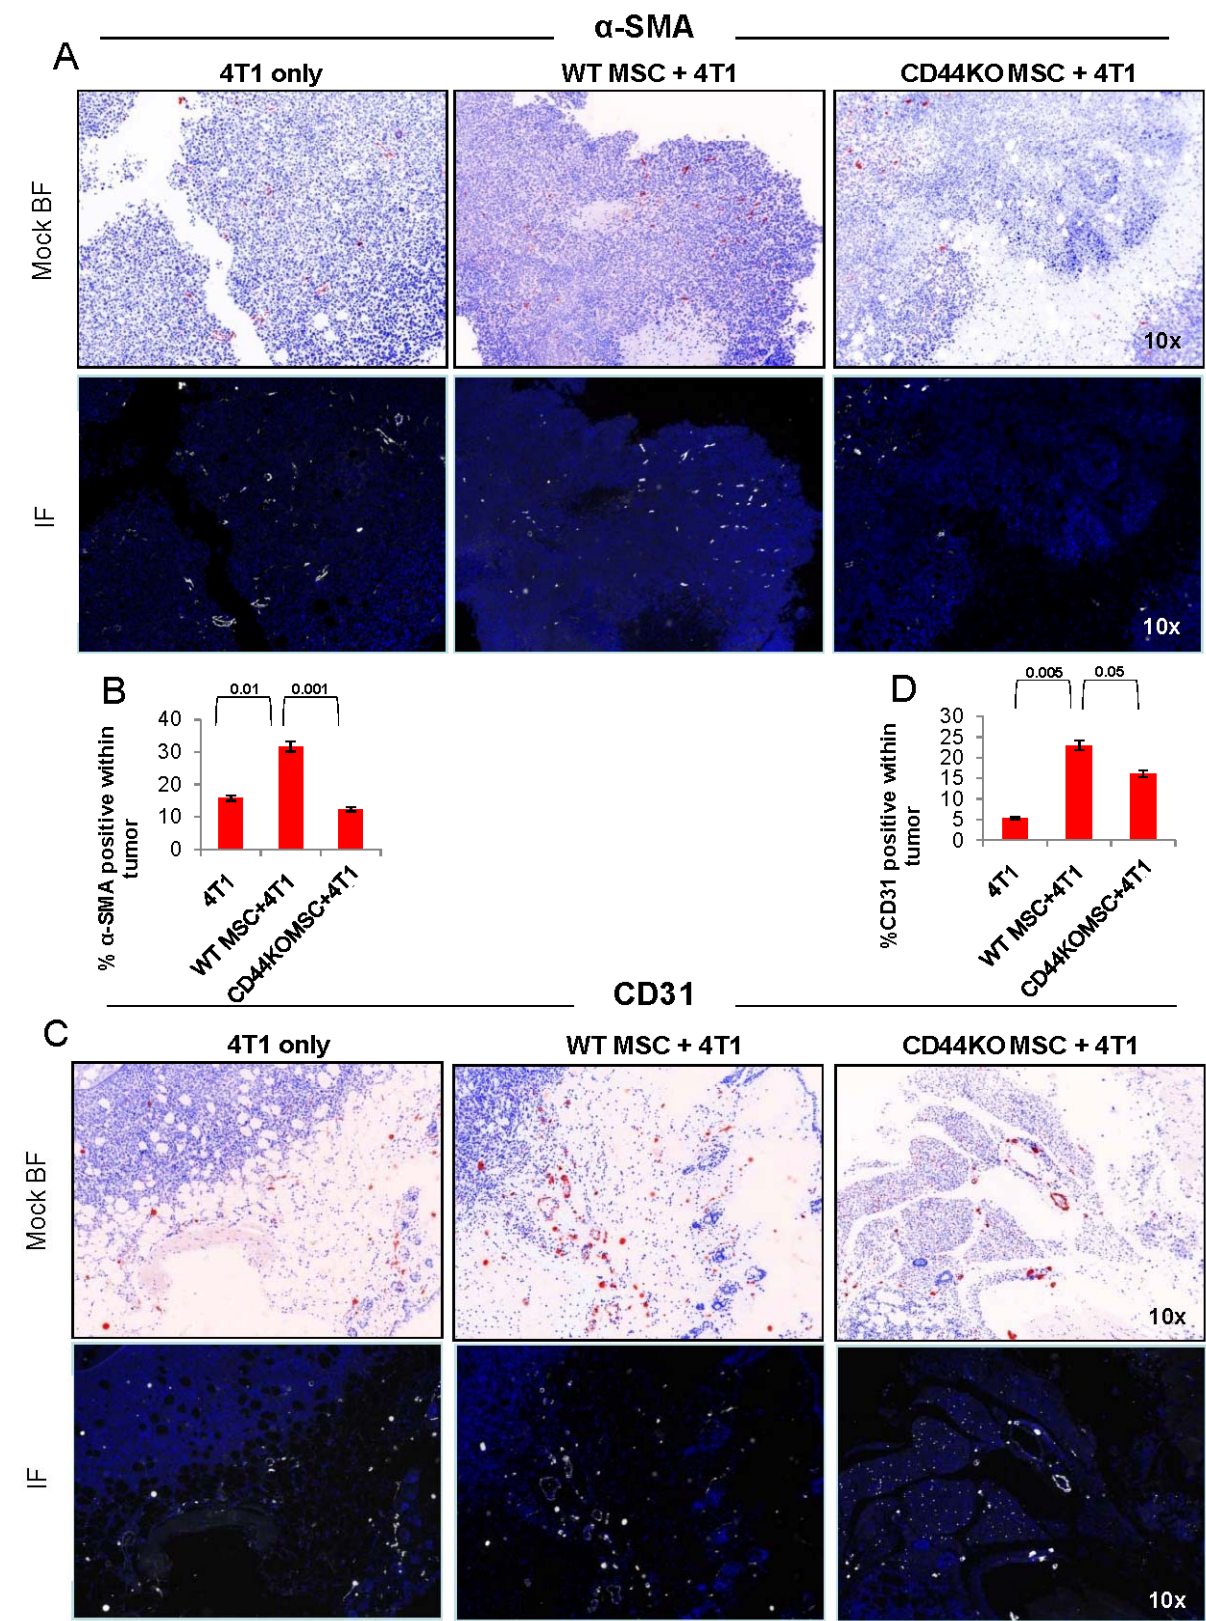 α-SMA
A
4T1 only
WT MSC + 4T1
CD44KO MSC + 4T1
Mock BF
10x
IF
10x
B
0.01
0.001
% α-SMA positive within
tumor
40
30
20
10
0
4T1
WT MSC+4T1
CD44KOMSC+4T1
D
0.005
0.05
%CD31 positive within
tumor
30
25
20
15
10
5
0
4T1
WT MSC+4T1
CD44KOMSC+4T1
CD31
C
4T1 only
WT MSC + 4T1
CD44KO MSC + 4T1
Mock BF
10x
IF
10x